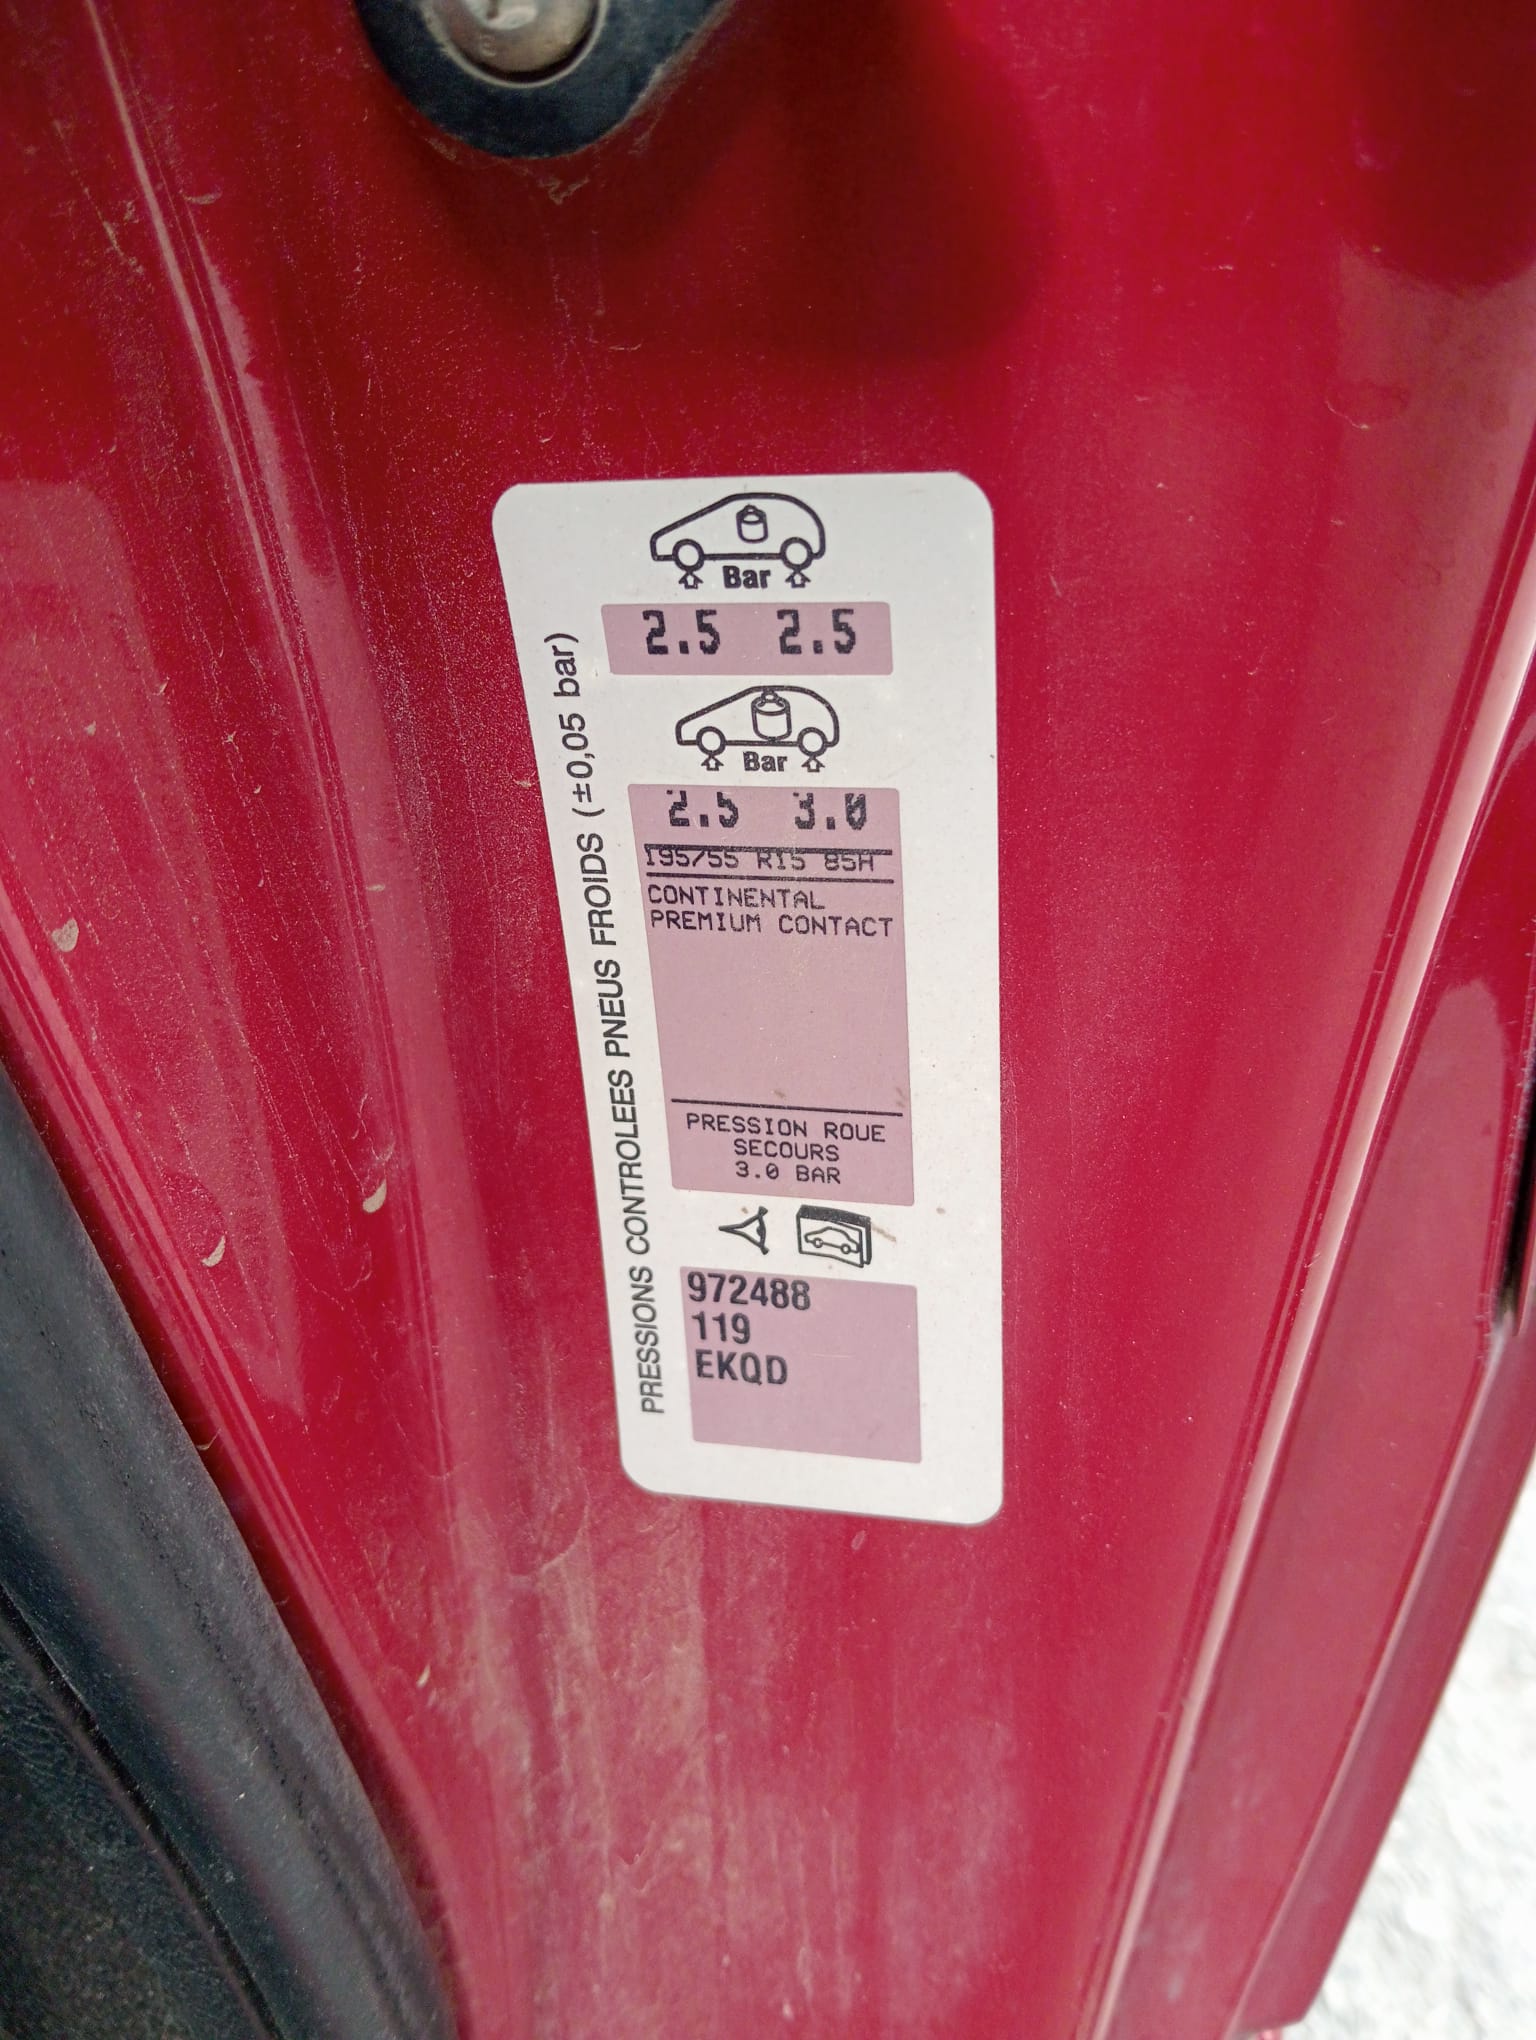 Bar
2.5 2.5
Bar
2.5 3.0
195/55 R15 85H
CONTINENTAL
PREMIUM CONTACT
PRESSION ROUE
SECOURS
3.0 BAR
972488
119
EKQD
PRESSIONS CONTROLEES PNEUS FROIDS (±0,05 bar)